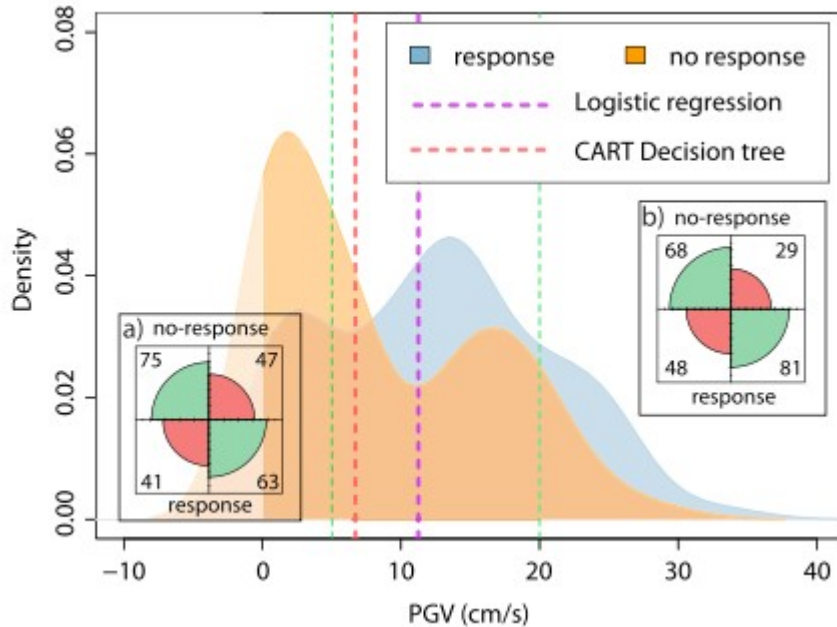 0.08
0.06
0.04
0.02
0.00
Density
response
no response
Logistic regression
CART Decision tree
a)
no-response
75
47
41
63
response
b)
no-response
68
29
48
81
response
−10
0
10
20
30
40
PGV (cm/s)